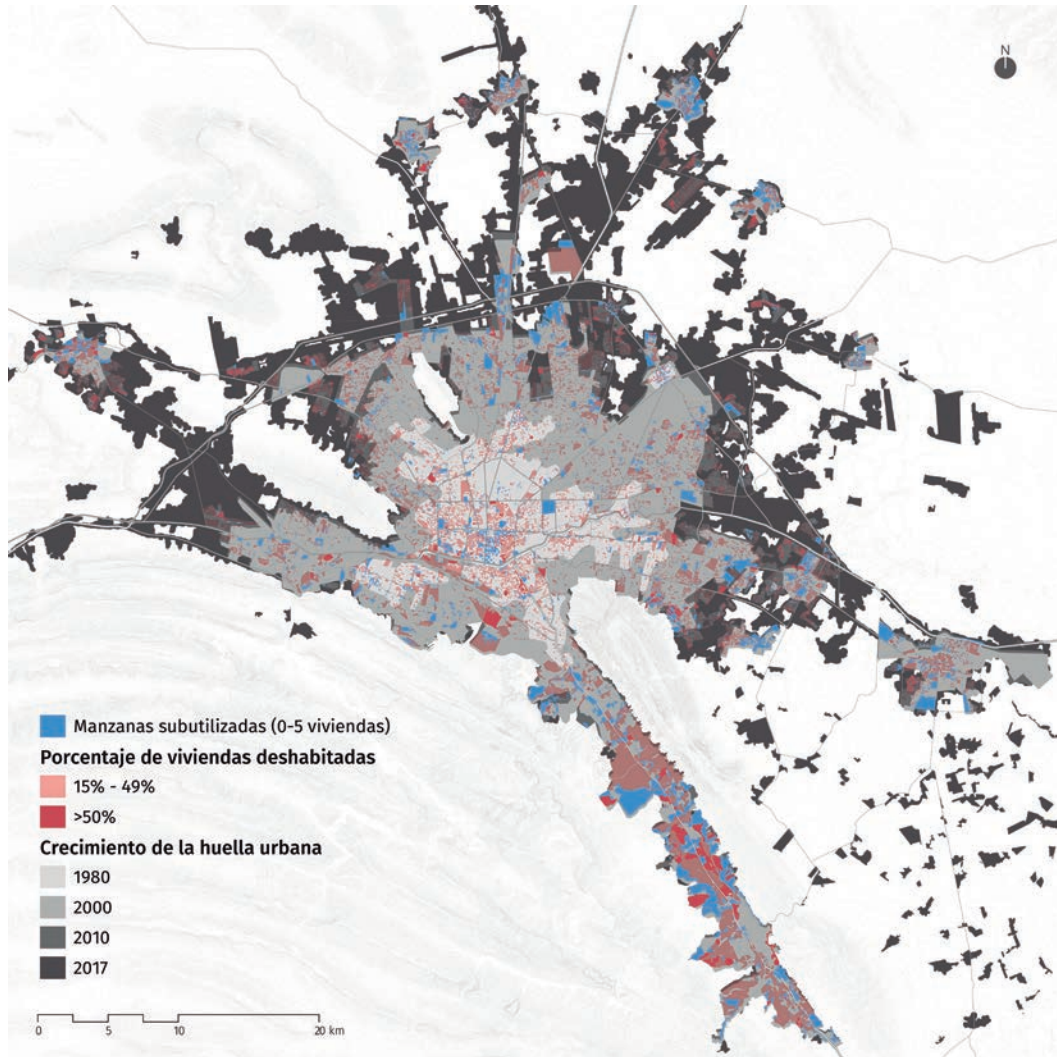 N
Manzanas subutilizadas (0-5 viviendas)
Porcentaje de viviendas deshabitadas
15% - 49%
>50%
Crecimiento de la huella urbana
1980
2000
2010
2017
0 5 10 20 km